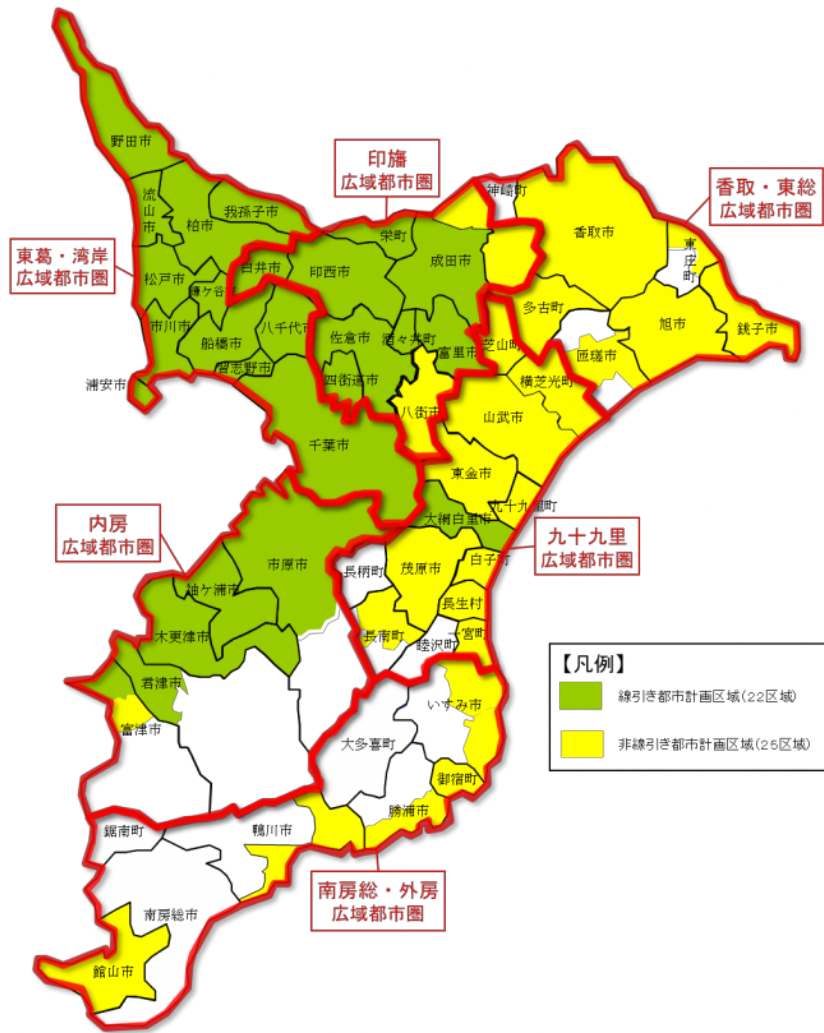 野田市
流山市
柏市
我孫子市
印旛
広域都市圏
神崎町
香取・東総
広域都市圏
香取市
東庄町
東葛・湾岸
広域都市圏
栄町
成田市
白井市
印西市
松戸市
鎌ケ谷市
多古町
旭市
銚子市
市川市
船橋市
八千代市
佐倉市
酒々井町
富里市
芝山町
匝瑳市
習志野市
四街道市
横芝光町
浦安市
八街市
山武市
千葉市
東金市
九十九里町
大網白里市
内房
広域都市圏
九十九里
広域都市圏
市原市
長柄町
茂原市
白子町
袖ケ浦市
長生村
木更津市
長南町
睦沢町
一宮町
【凡例】
線引き都市計画区域(22区域)
非線引き都市計画区域(25区域)
君津市
富津市
いすみ市
大多喜町
御宿町
勝浦市
鋸南町
鴨川市
南房総・外房
広域都市圏
南房総市
館山市